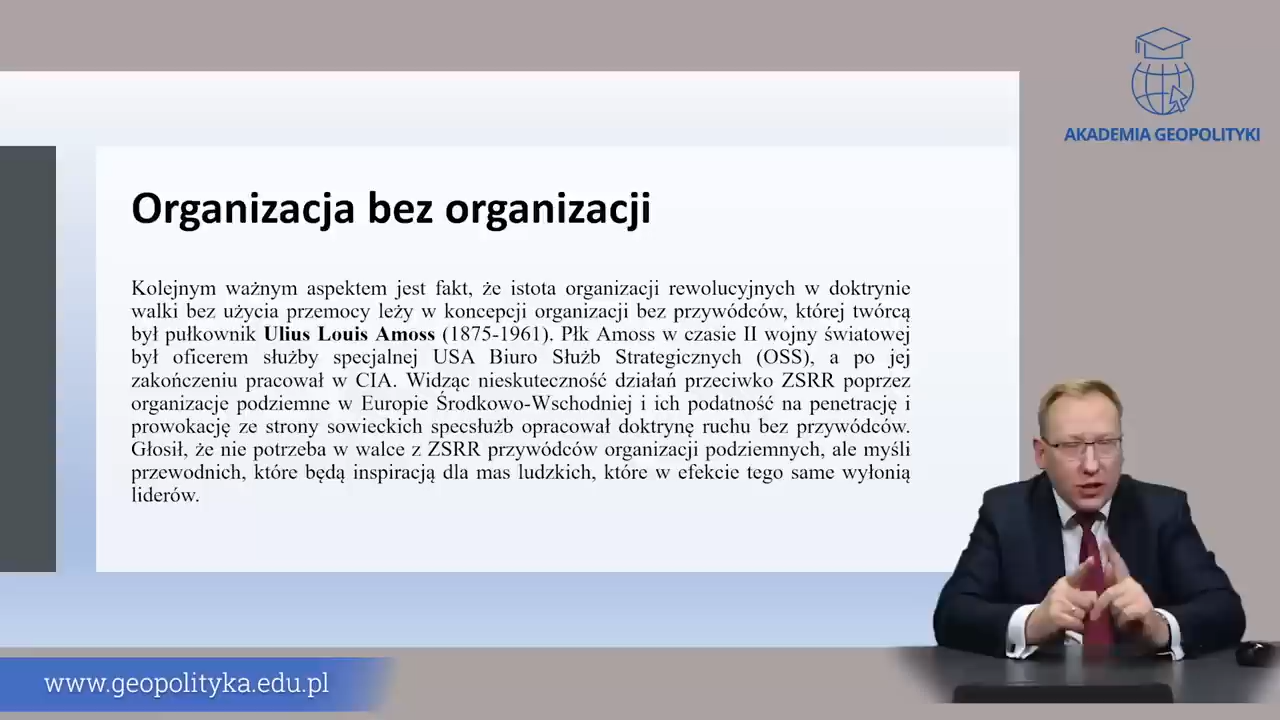 AKADEMIA GEOPOLITYKI
Organizacja bez organizacji
Kolejnym ważnym aspektem jest fakt, że istota organizacji rewolucyjnych w doktrynie
walki bez użycia przemocy leży w koncepcji organizacji bez przywódców, której twórcą
był pułkownik Ulius Louis Amoss (1875-1961). Płk Amoss w czasie II wojny światowej
był oficerem służby specjalnej USA Biuro Służb Strategicznych (OSS), a po jej
zakończeniu pracował w CIA. Widząc nieskuteczność działań przeciwko ZSRR poprzez
organizacje podziemne w Europie Środkowo-Wschodniej i ich podatność na penetrację i
prowokację ze strony sowieckich specsłużb opracował doktrynę ruchu bez przywódców.
Głosił, że nie potrzeba w walce z ZSRR przywódców organizacji podziemnych, ale myśli
przewodnich, które będą inspiracją dla mas ludzkich, które w efekcie tego same wyłonią
liderów.
www.geopolityka.edu.pl